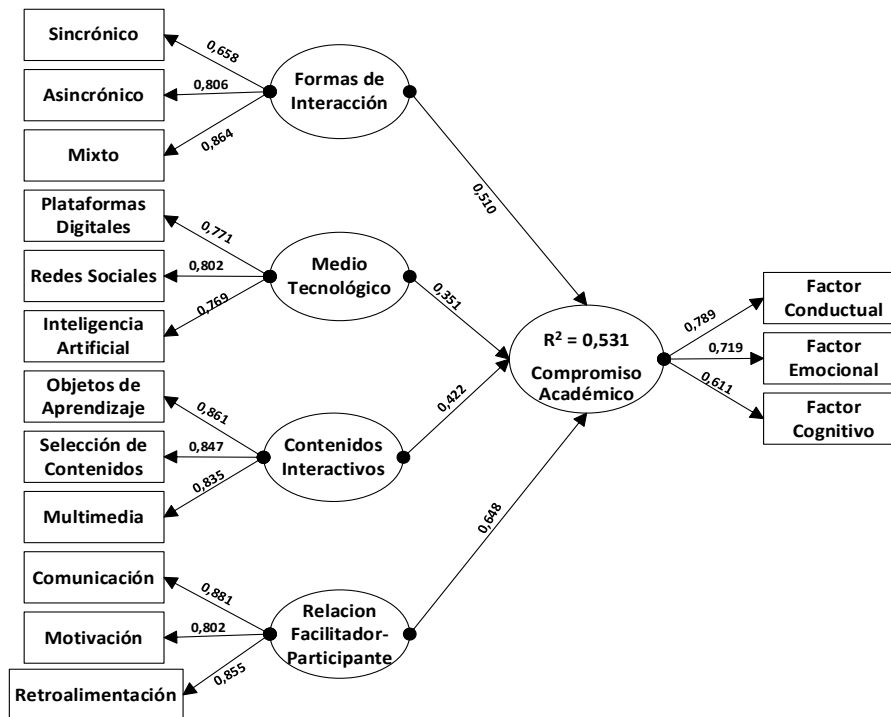 Sincrónico
0,658
Formas de
Interacción
Asincrónico
0,806
Mixto
0,864
0,510
Plataformas
Digitales
0,771
Medio
Tecnológico
Redes Sociales
0,802
0,351
Inteligencia
Artificial
0,769
Objetos de
Aprendizaje
0,861
Contenidos
Interactivos
Selección de
Contenidos
0,847
0,422
Multimedia
0,835
Comunicación
0,881
Relacion
Facilitador-
Participante
Motivación
0,802
0,648
Retroalimentación
0,855
R² = 0,531
Compromiso
Académico
0,789
Factor
Conductual
0,719
Factor
Emocional
0,611
Factor
Cognitivo